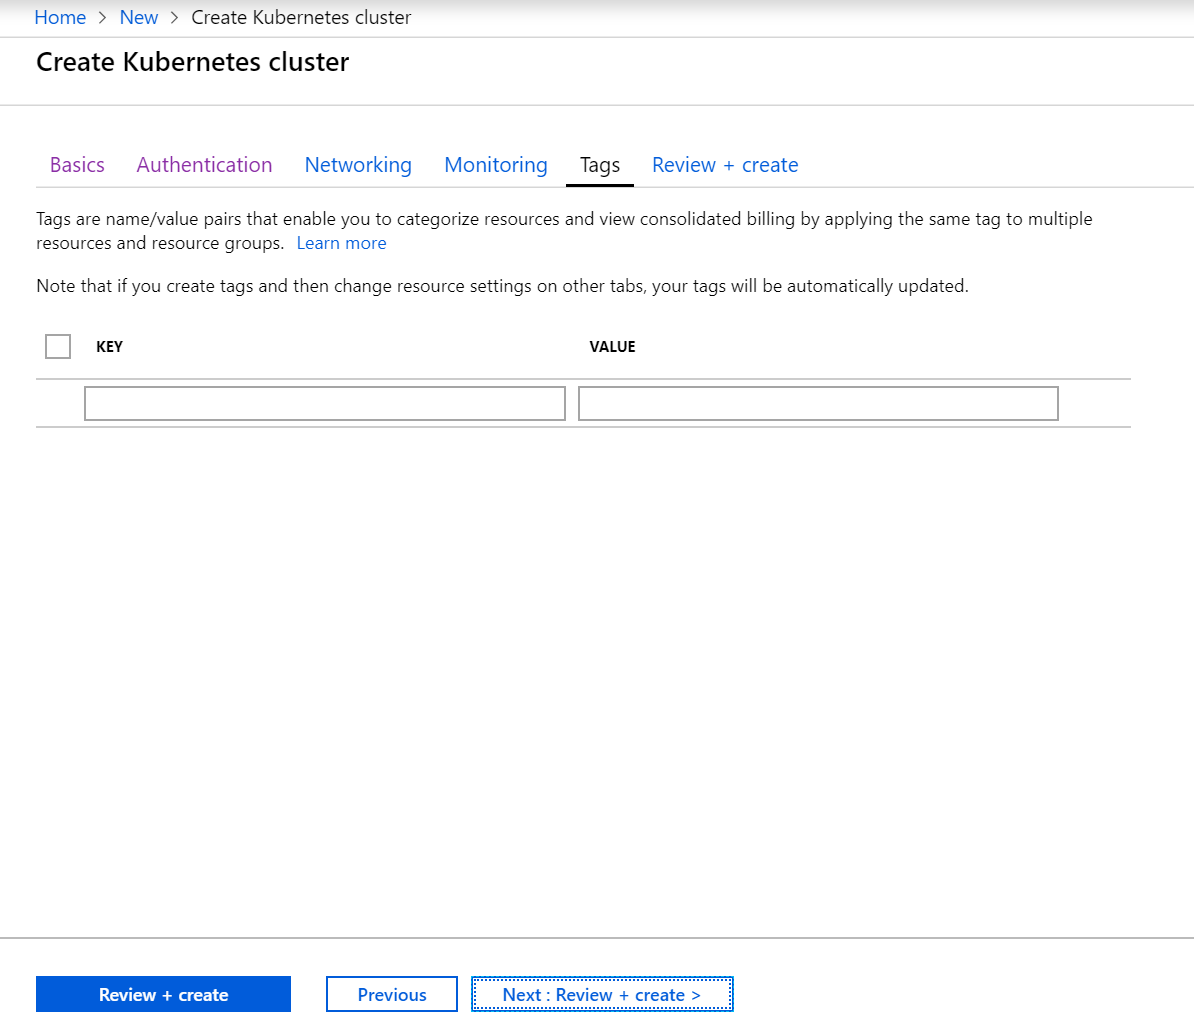 Home > New > Create Kubernetes cluster
Create Kubernetes cluster
Basics Authentication Networking Monitoring Tags Review + create
Tags are name/value pairs that enable you to categorize resources and view consolidated billing by applying the same tag to multiple
resources and resource groups. Learn more
Note that if you create tags and then change resource settings on other tabs, your tags will be automatically updated.
KEY VALUE
Review + create Previous Next : Review + create >